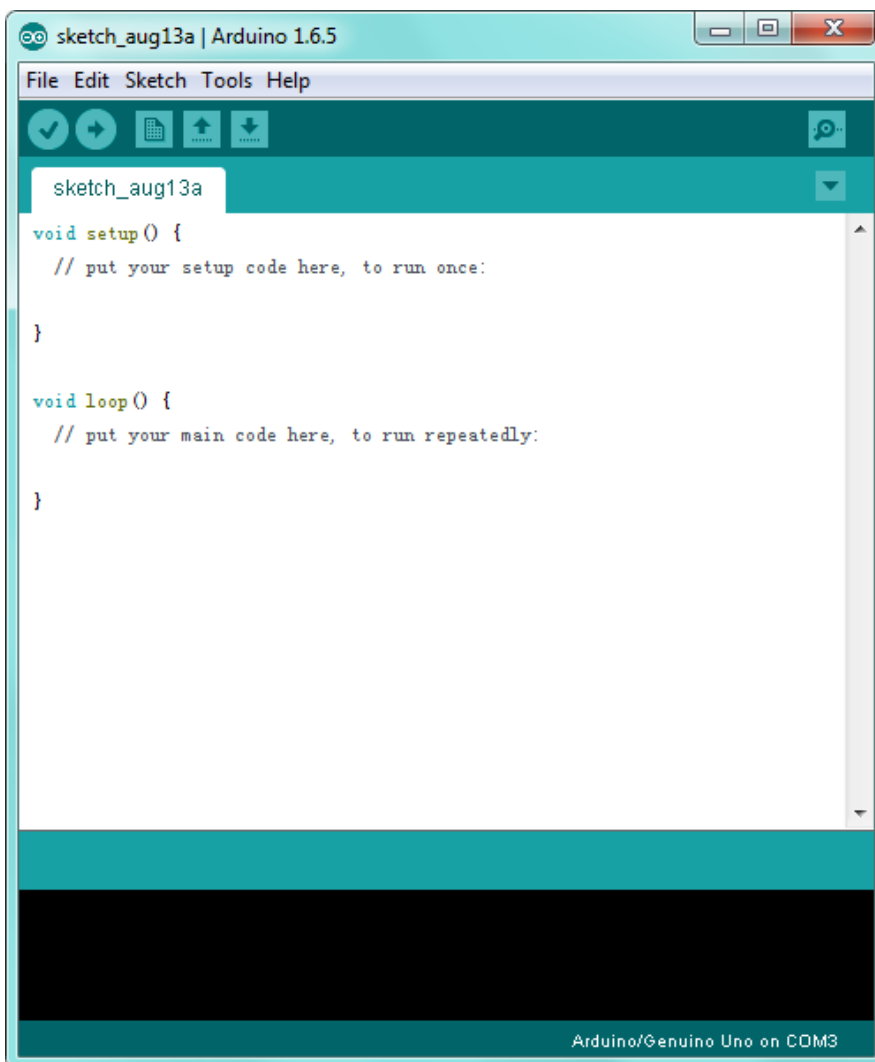 sketch_aug13a | Arduino 1.6.5
File Edit Sketch Tools Help
sketch_aug13a
void setup() {
  // put your setup code here, to run once:
}
void loop() {
  // put your main code here, to run repeatedly:
}
Arduino/Genuino Uno on COM3